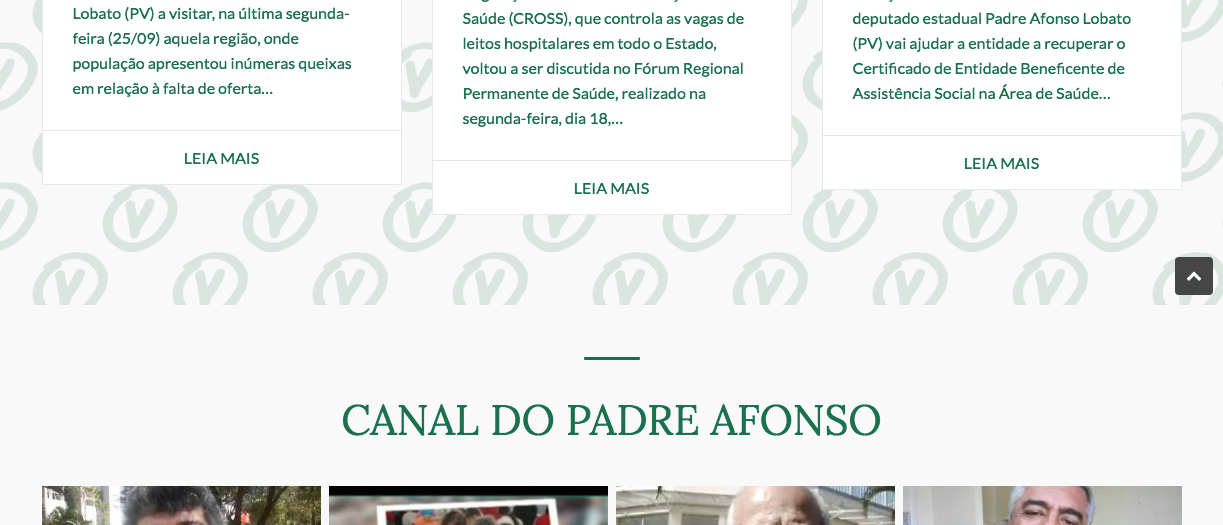 Lobato (PV) a visitar, na última segunda-
feira (25/09) aquela região, onde
população apresentou inúmeras queixas
em relação à falta de oferta...
LEIA MAIS
Saúde (CROSS), que controla as vagas de
leitos hospitalares em todo o Estado,
voltou a ser discutida no Fórum Regional
Permanente de Saúde, realizado na
segunda-feira, dia 18,...
LEIA MAIS
deputado estadual Padre Afonso Lobato
(PV) vai ajudar a entidade a recuperar o
Certificado de Entidade Beneficente de
Assistência Social na Área de Saúde...
LEIA MAIS
CANAL DO PADRE AFONSO